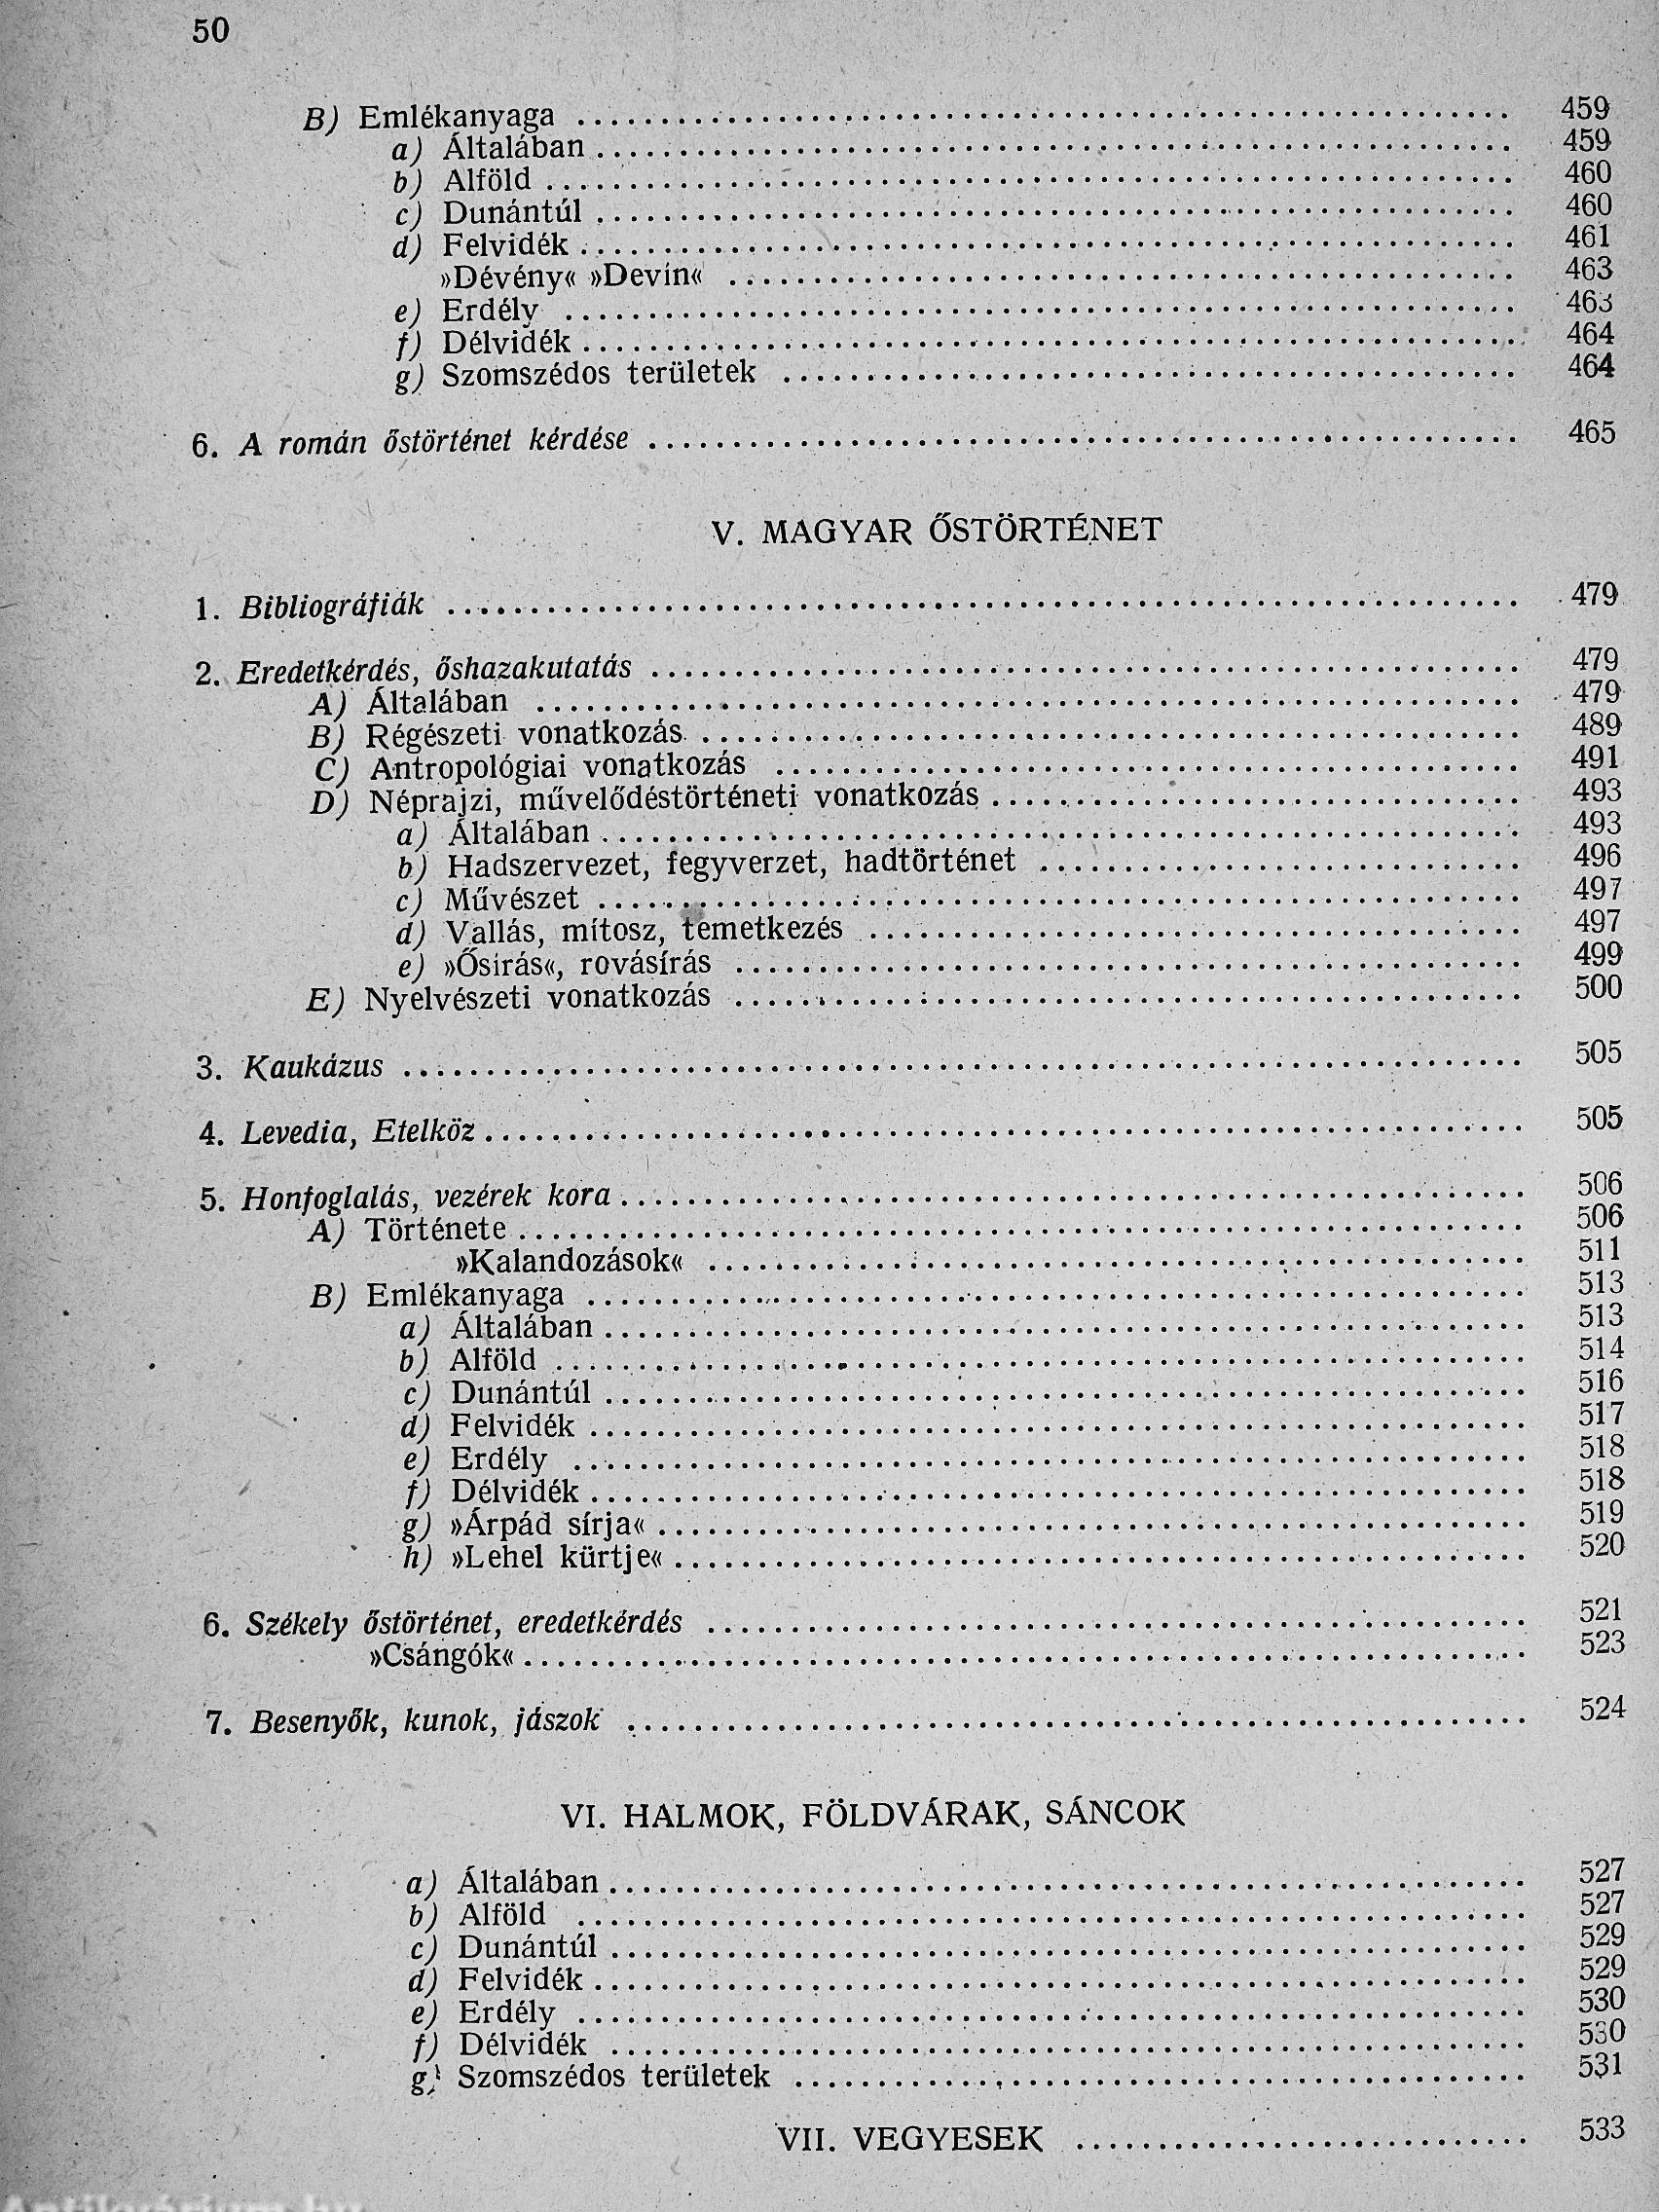 50
B) Emlékanyaga ........ 459
a) Általában ........ 459
b) Alföld ........ 460
c) Dunántúl ........ 460
d) Felvidék ........ 461
»Dévény« »Devin« ........ 463
e) Erdély ........ 463
f) Délvidék ........ 464
g) Szomszédos területek ........ 464
6. A román őstörténet kérdése ........ 465
V. MAGYAR ŐSTÖRTÉNET
1. Bibliográfiák ........ 479
2. Eredetkérdés, őshazakutatás ........ 479
A) Általában ........ 479
B) Régészeti vonatkozás ........ 489
C) Antropológiai vonatkozás ........ 491
D) Néprajzi, művelődéstörténeti vonatkozás ........ 493
a) Általában ........ 493
b) Hadszervezet, fegyverzet, hadtörténet ........ 496
c) Művészet ........ 497
d) Vallás, mítosz, temetkezés ........ 497
e) »Ősírás«, rovásírás ........ 499
E) Nyelvészeti vonatkozás ........ 500
3. Kaukázus ........ 505
4. Levedia, Etelköz ........ 505
5. Honfoglalás, vezérek kora ........ 506
A) Története ........ 506
»Kalandozások« ........ 511
B) Emlékanyaga ........ 513
a) Általában ........ 513
b) Alföld ........ 514
c) Dunántúl ........ 516
d) Felvidék ........ 517
e) Erdély ........ 518
f) Délvidék ........ 518
g) »Árpád sírja« ........ 519
h) »Lehel kürtje« ........ 520
6. Székely őstörténet, eredetkérdés ........ 521
»Csángók« ........ 523
7. Besenyők, kunok, jászok ........ 524
VI. HALMOK, FÖLDVÁRAK, SÁNCOK
a) Általában ........ 527
b) Alföld ........ 527
c) Dunántúl ........ 529
d) Felvidék ........ 529
e) Erdély ........ 530
f) Délvidék ........ 530
g) Szomszédos területek ........ 531
VII. VEGYESEK ........ 533